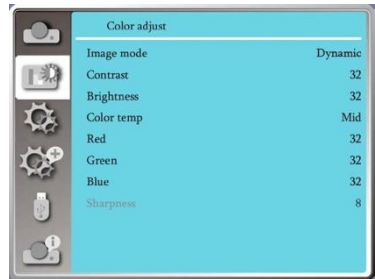 Color adjust
Image mode Dynamic
Contrast 32
Brightness 32
Color temp Mid
Red 32
Green 32
Blue 32
Sharpness 8